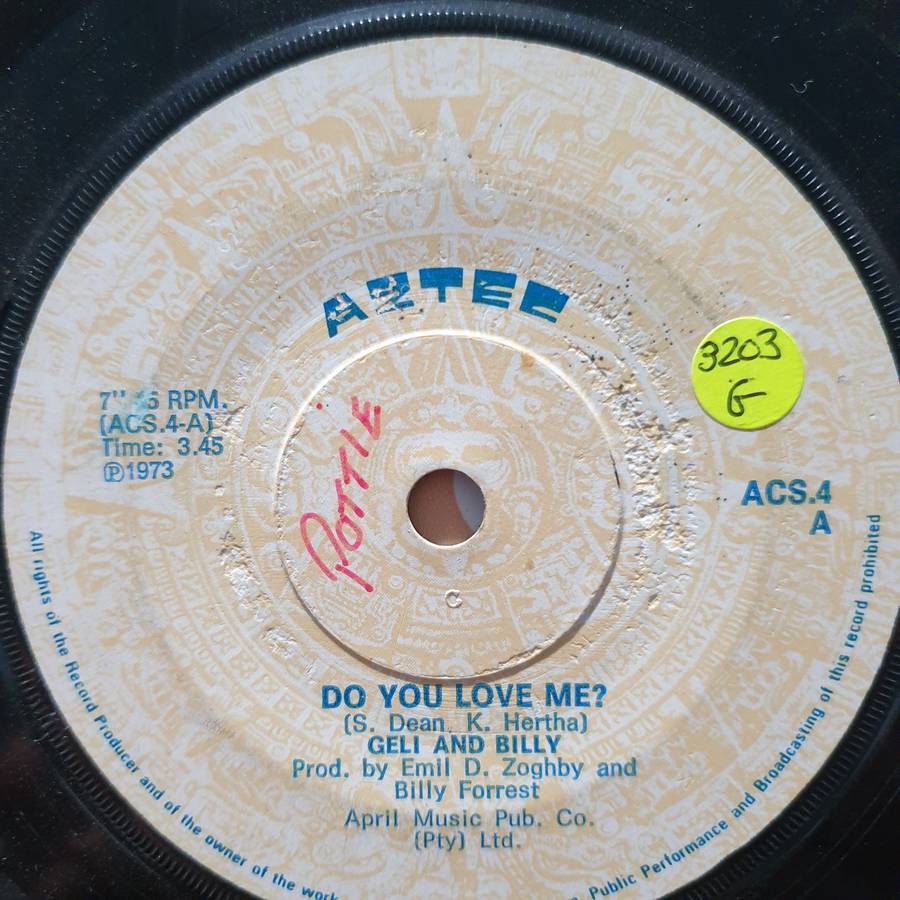 AZTEC
3203
G
7" 45 RPM.
(ACS.4-A)
Time: 3.45
Ⓟ1973
POTTIE
ACS.4
A
C
DO YOU LOVE ME?
(S. Dean, K. Hertha)
GELI AND BILLY
Prod. by Emil D. Zoghby and
Billy Forrest
April Music Pub. Co.
(Pty) Ltd.
All rights of the Record Producer and of the owner of the work
Public Performance and Broadcasting of this record prohibited